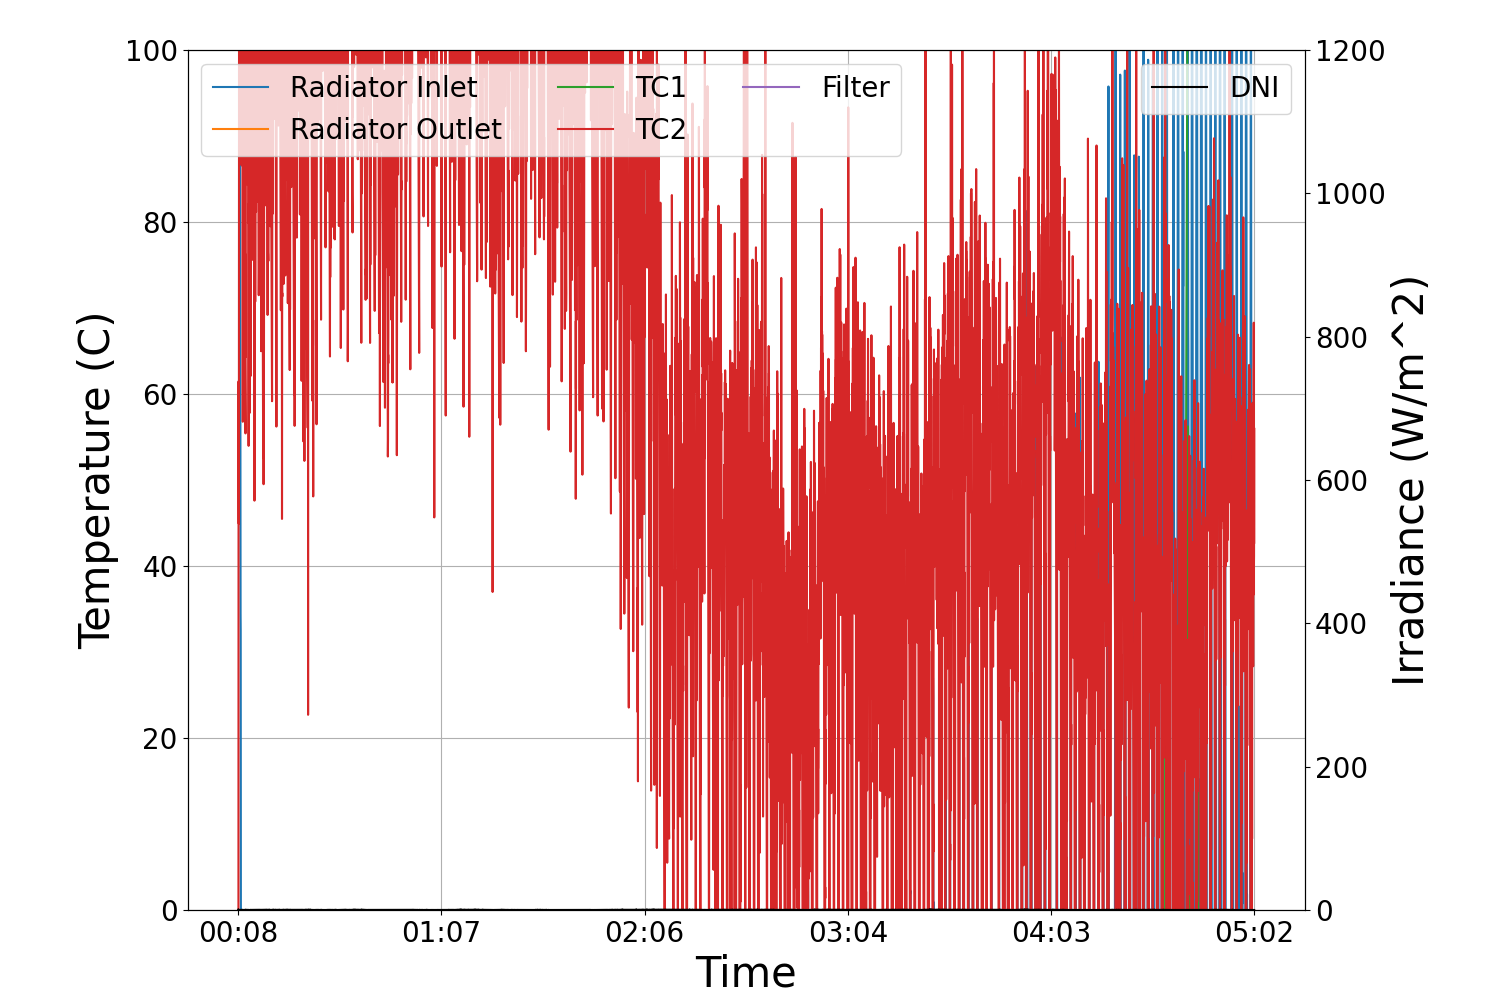 Radiator Inlet
Radiator Outlet
TC1
TC2
Filter
DNI
Temperature (C)
100
80
60
40
20
0
1200
1000
800
600
400
200
0
Irradiance (W/m^2)
00:08
01:07
02:06
03:04
04:03
05:02
Time